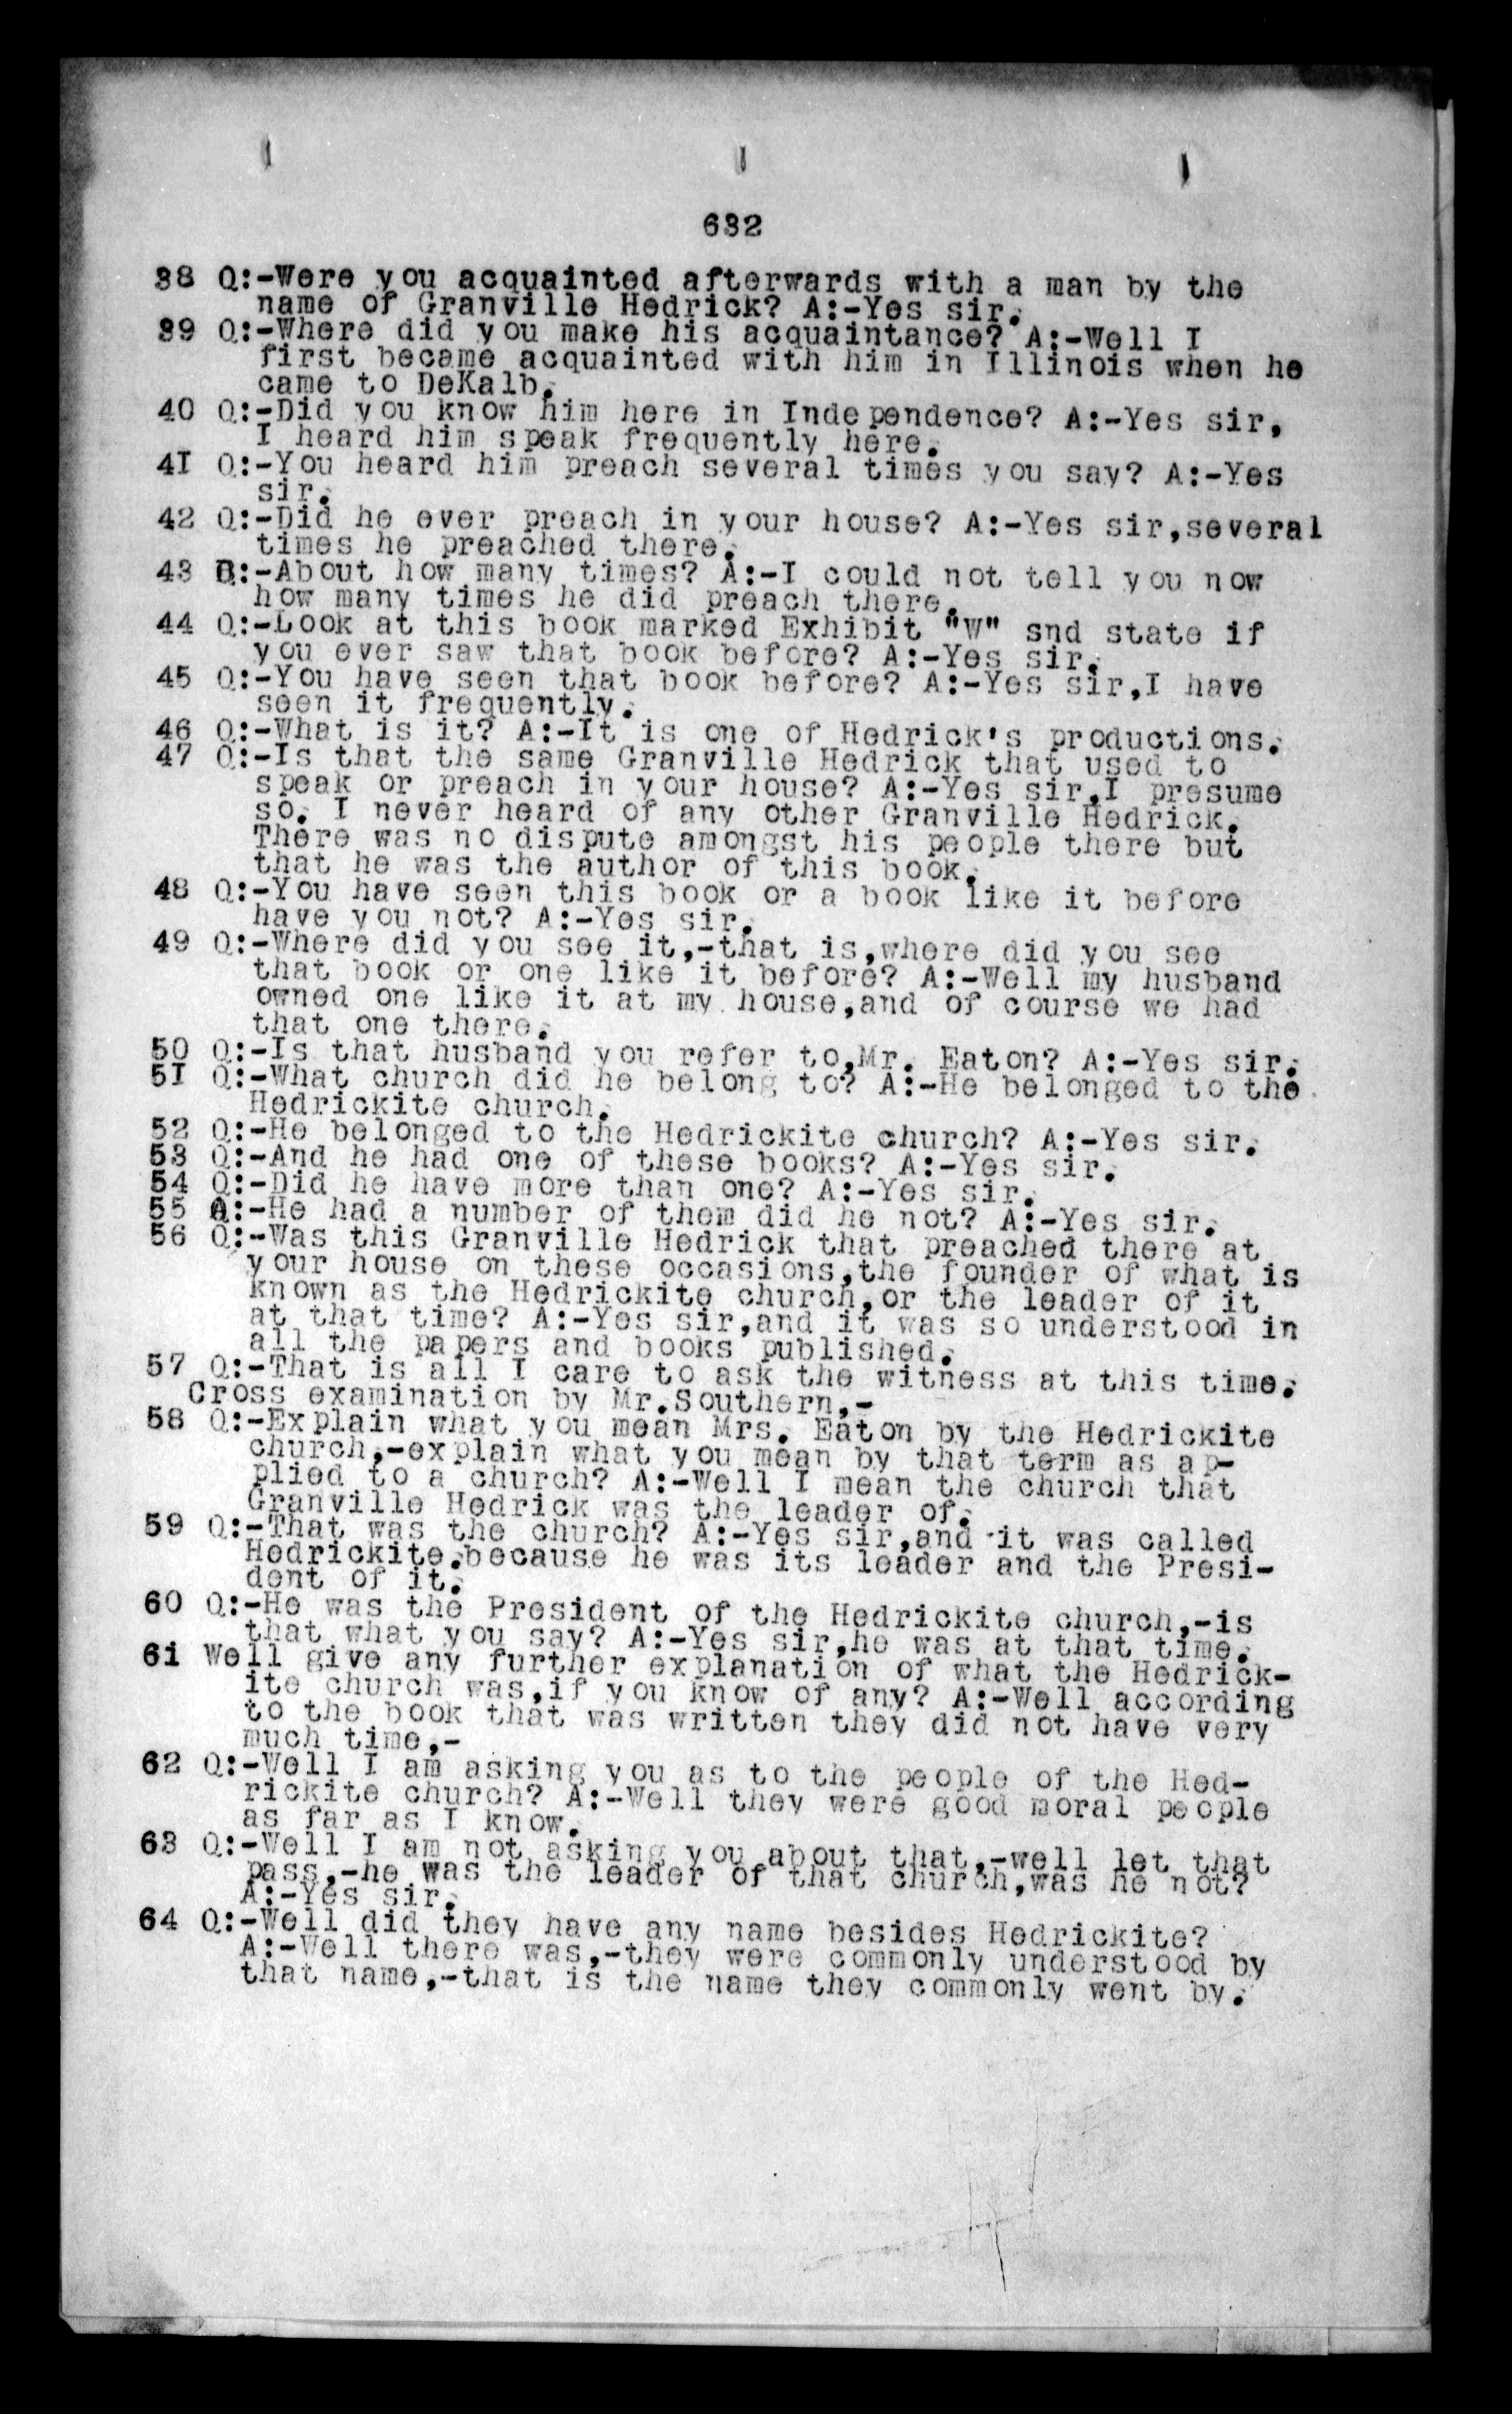 632
38 Q:-Were you acquainted afterwards with a man by the
name of Granville Hedrick? A:-Yes sir.
39 Q:-Where did you make his acquaintance? A:-Well I
first became acquainted with him in Illinois when he
came to DeKalb.
40 Q:-Did you know him here in Independence? A:-Yes sir,
I heard him speak frequently here.
41 Q:-You heard him preach several times you say? A:-Yes
sir.
42 Q:-Did he ever preach in your house? A:-Yes sir,several
times he preached there.
43 Q:-About how many times? A:-I could not tell you now
how many times he did preach there.
44 Q:-Look at this book marked Exhibit "W" snd state if
you ever saw that book before? A:-Yes sir.
45 Q:-You have seen that book before? A:-Yes sir,I have
seen it frequently.
46 Q:-What is it? A:-It is one of Hedrick's productions.
47 Q:-Is that the same Granville Hedrick that used to
speak or preach in your house? A:-Yes sir,I presume
so. I never heard of any other Granville Hedrick.
There was no dispute amongst his people there but
that he was the author of this book.
48 Q:-You have seen this book or a book like it before
have you not? A:-Yes sir.
49 Q:-Where did you see it,-that is,where did you see
that book or one like it before? A:-Well my husband
owned one like it at my house,and of course we had
that one there.
50 Q:-Is that husband you refer to,Mr. Eaton? A:-Yes sir.
51 Q:-What church did he belong to? A:-He belonged to the
Hedrickite church.
52 Q:-He belonged to the Hedrickite church? A:-Yes sir.
53 Q:-And he had one of these books? A:-Yes sir.
54 Q:-Did he have more than one? A:-Yes sir.
55 Q:-He had a number of them did he not? A:-Yes sir.
56 Q:-Was this Granville Hedrick that preached there at
your house on these occasions,the founder of what is
known as the Hedrickite church,or the leader of it
at that time? A:-Yes sir,and it was so understood in
all the papers and books published.
57 Q:-That is all I care to ask the witness at this time.
Cross examination by Mr.Southern,-
58 Q:-Explain what you mean Mrs. Eaton by the Hedrickite
church,-explain what you mean by that term as ap-
plied to a church? A:-Well I mean the church that
Granville Hedrick was the leader of.
59 Q:-That was the church? A:-Yes sir,and it was called
Hedrickite.because he was its leader and the Presi-
dent of it.
60 Q:-He was the President of the Hedrickite church,-is
that what you say? A:-Yes sir,he was at that time.
61 Well give any further explanation of what the Hedrick-
ite church was,if you know of any? A:-Well according
to the book that was written they did not have very
much time,-
62 Q:-Well I am asking you as to the people of the Hed-
rickite church? A:-Well they were good moral people
as far as I know.
63 Q:-Well I am not asking you about that,-well let that
pass,-he was the leader of that church,was he not?
A:-Yes sir.
64 Q:-Well did they have any name besides Hedrickite?
A:-Well there was,-they were commonly understood by
that name,-that is the name they commonly went by.